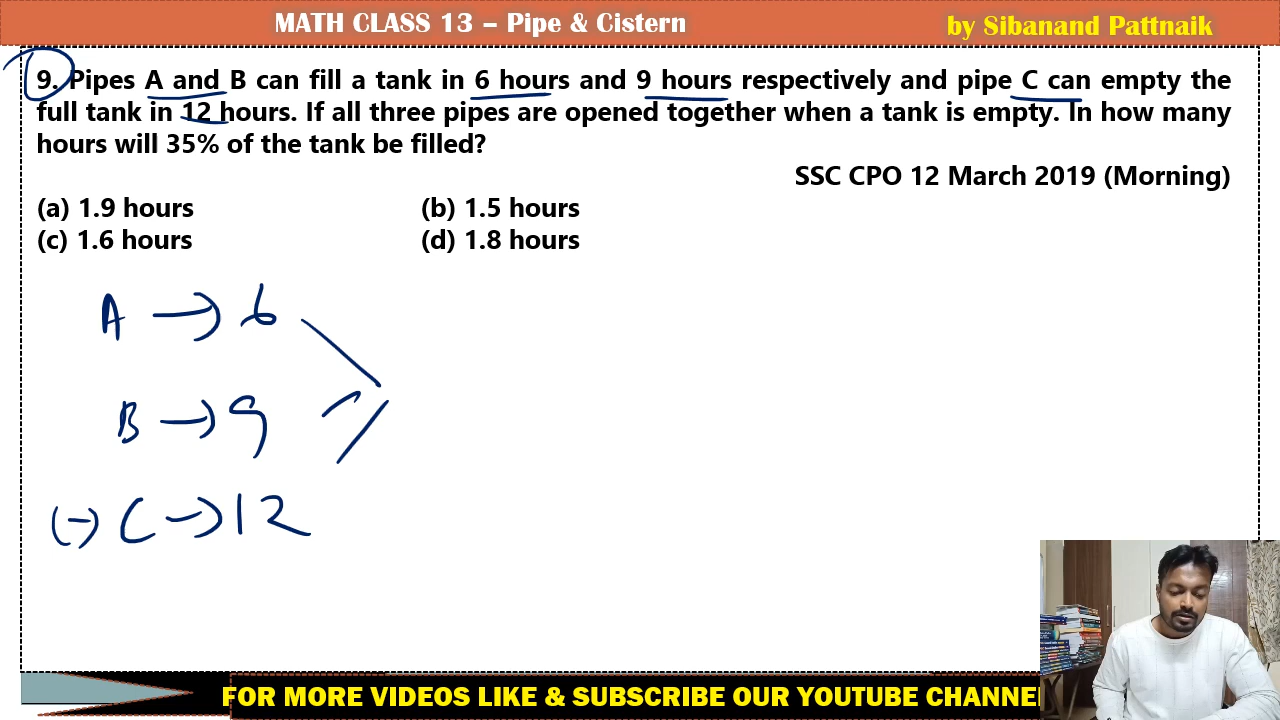 MATH CLASS 13 – Pipe & Cistern
by Sibanand Pattnaik
9. Pipes A and B can fill a tank in 6 hours and 9 hours respectively and pipe C can empty the
full tank in 12 hours. If all three pipes are opened together when a tank is empty. In how many
hours will 35% of the tank be filled?
SSC CPO 12 March 2019 (Morning)
(a) 1.9 hours (b) 1.5 hours
(c) 1.6 hours (d) 1.8 hours
A → 6
B → 9
(-) C → 12
FOR MORE VIDEOS LIKE & SUBSCRIBE OUR YOUTUBE CHANNEL